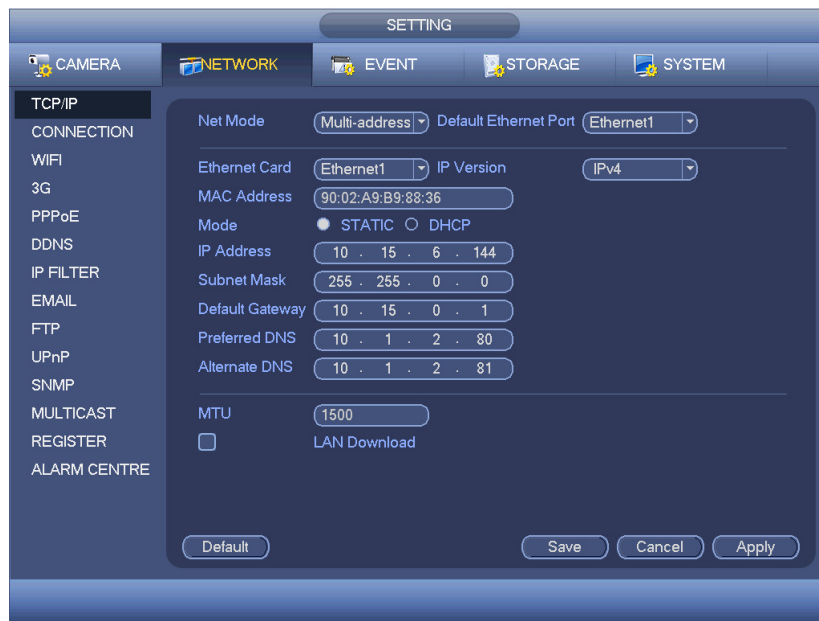 SETTING
CAMERA NETWORK EVENT STORAGE SYSTEM
TCP/IP
CONNECTION
WIFI
3G
PPPoE
DDNS
IP FILTER
EMAIL
FTP
UPnP
SNMP
MULTICAST
REGISTER
ALARM CENTRE
Net Mode Multi-address Default Ethernet Port Ethernet1
Ethernet Card Ethernet1 IP Version IPv4
MAC Address 90:02:A9:B9:88:36
Mode STATIC DHCP
IP Address 10 . 15 . 6 . 144
Subnet Mask 255 . 255 . 0 . 0
Default Gateway 10 . 15 . 0 . 1
Preferred DNS 10 . 1 . 2 . 80
Alternate DNS 10 . 1 . 2 . 81
MTU 1500
LAN Download
Default Save Cancel Apply